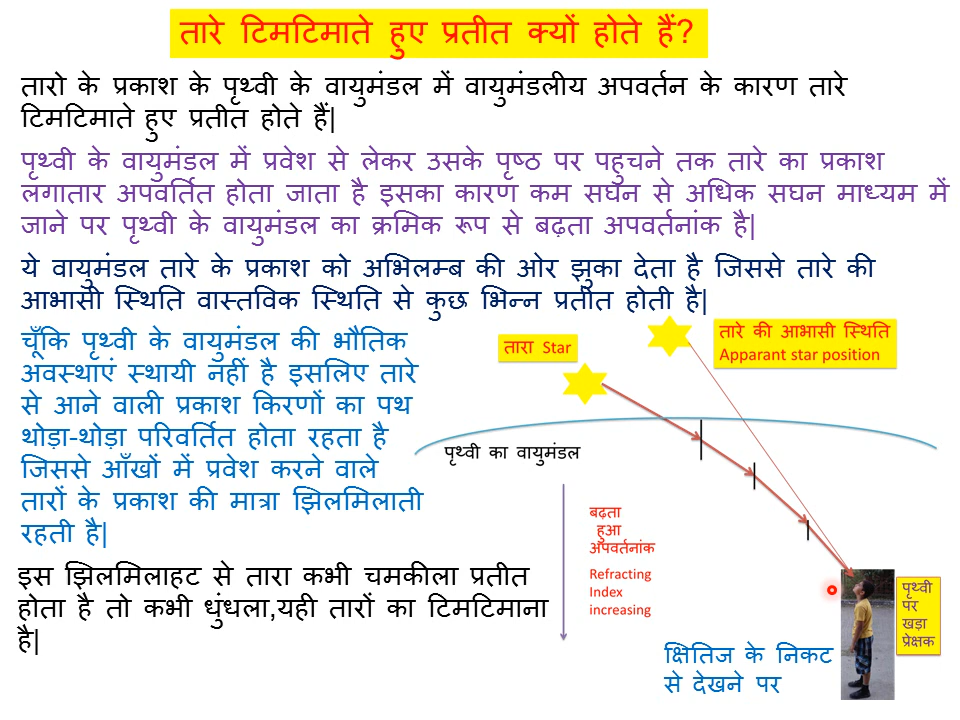 तारे टिमटिमाते हुए प्रतीत क्यों होते हैं?
तारो के प्रकाश के पृथ्वी के वायुमंडल में वायुमंडलीय अपवर्तन के कारण तारे
टिमटिमाते हुए प्रतीत होते हैं|
पृथ्वी के वायुमंडल में प्रवेश से लेकर उसके पृष्ठ पर पहुचने तक तारे का प्रकाश
लगातार अपवर्तित होता जाता है इसका कारण कम सघन से अधिक सघन माध्यम में
जाने पर पृथ्वी के वायुमंडल का क्रमिक रूप से बढ़ता अपवर्तनांक है|
ये वायुमंडल तारे के प्रकाश को अभिलम्ब की ओर झुका देता है जिससे तारे की
आभासी स्थिति वास्तविक स्थिति से कुछ भिन्न प्रतीत होती है|
चूँकि पृथ्वी के वायुमंडल की भौतिक
अवस्थाएं स्थायी नहीं है इसलिए तारे
से आने वाली प्रकाश किरणों का पथ
थोड़ा-थोड़ा परिवर्तित होता रहता है
जिससे आँखों में प्रवेश करने वाले
तारों के प्रकाश की मात्रा झिलमिलाती
रहती है|
इस झिलमिलाहट से तारा कभी चमकीला प्रतीत
होता है तो कभी धुंधला,यही तारों का टिमटिमाना
है|
तारा Star
तारे की आभासी स्थिति
Apparant star position
पृथ्वी का वायुमंडल
बढ़ता
हुआ
अपवर्तनांक
Refracting
Index
increasing
पृथ्वी
पर
खड़ा
प्रेक्षक
क्षितिज के निकट
से देखने पर